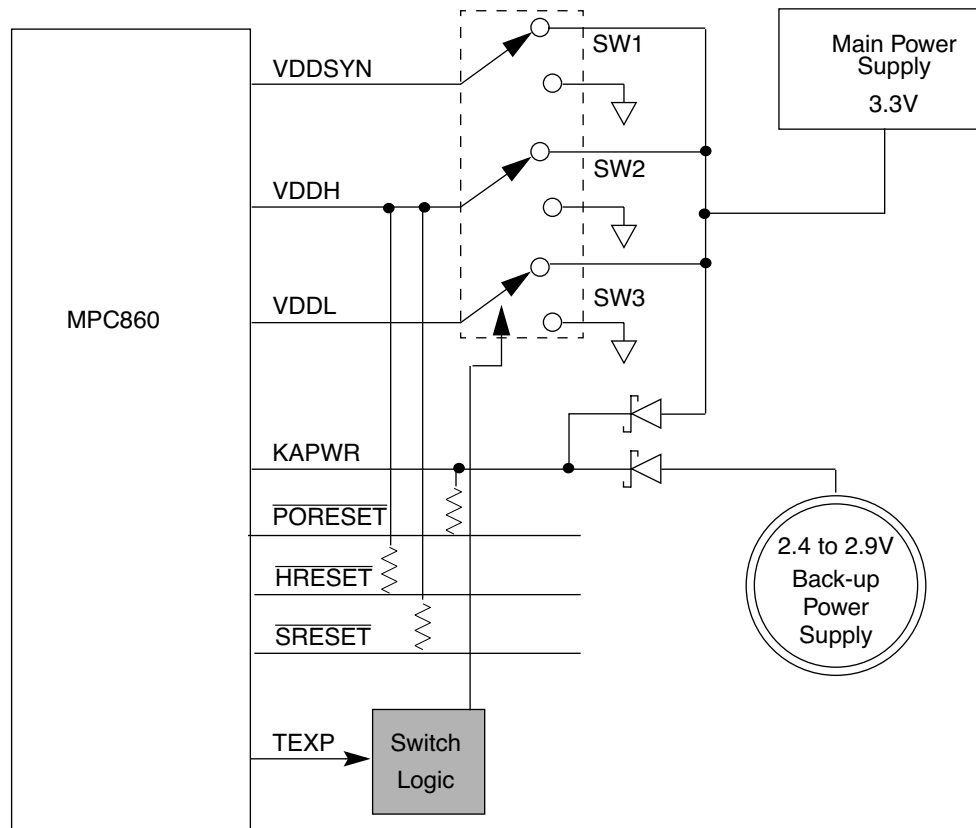 SW1
Main Power
Supply
3.3V
VDDSYN
SW2
VDDH
SW3
VDDL
MPC860
KAPWR
PORESET
2.4 to 2.9V
Back-up
Power
Supply
HRESET
SRESET
TEXP
Switch
Logic